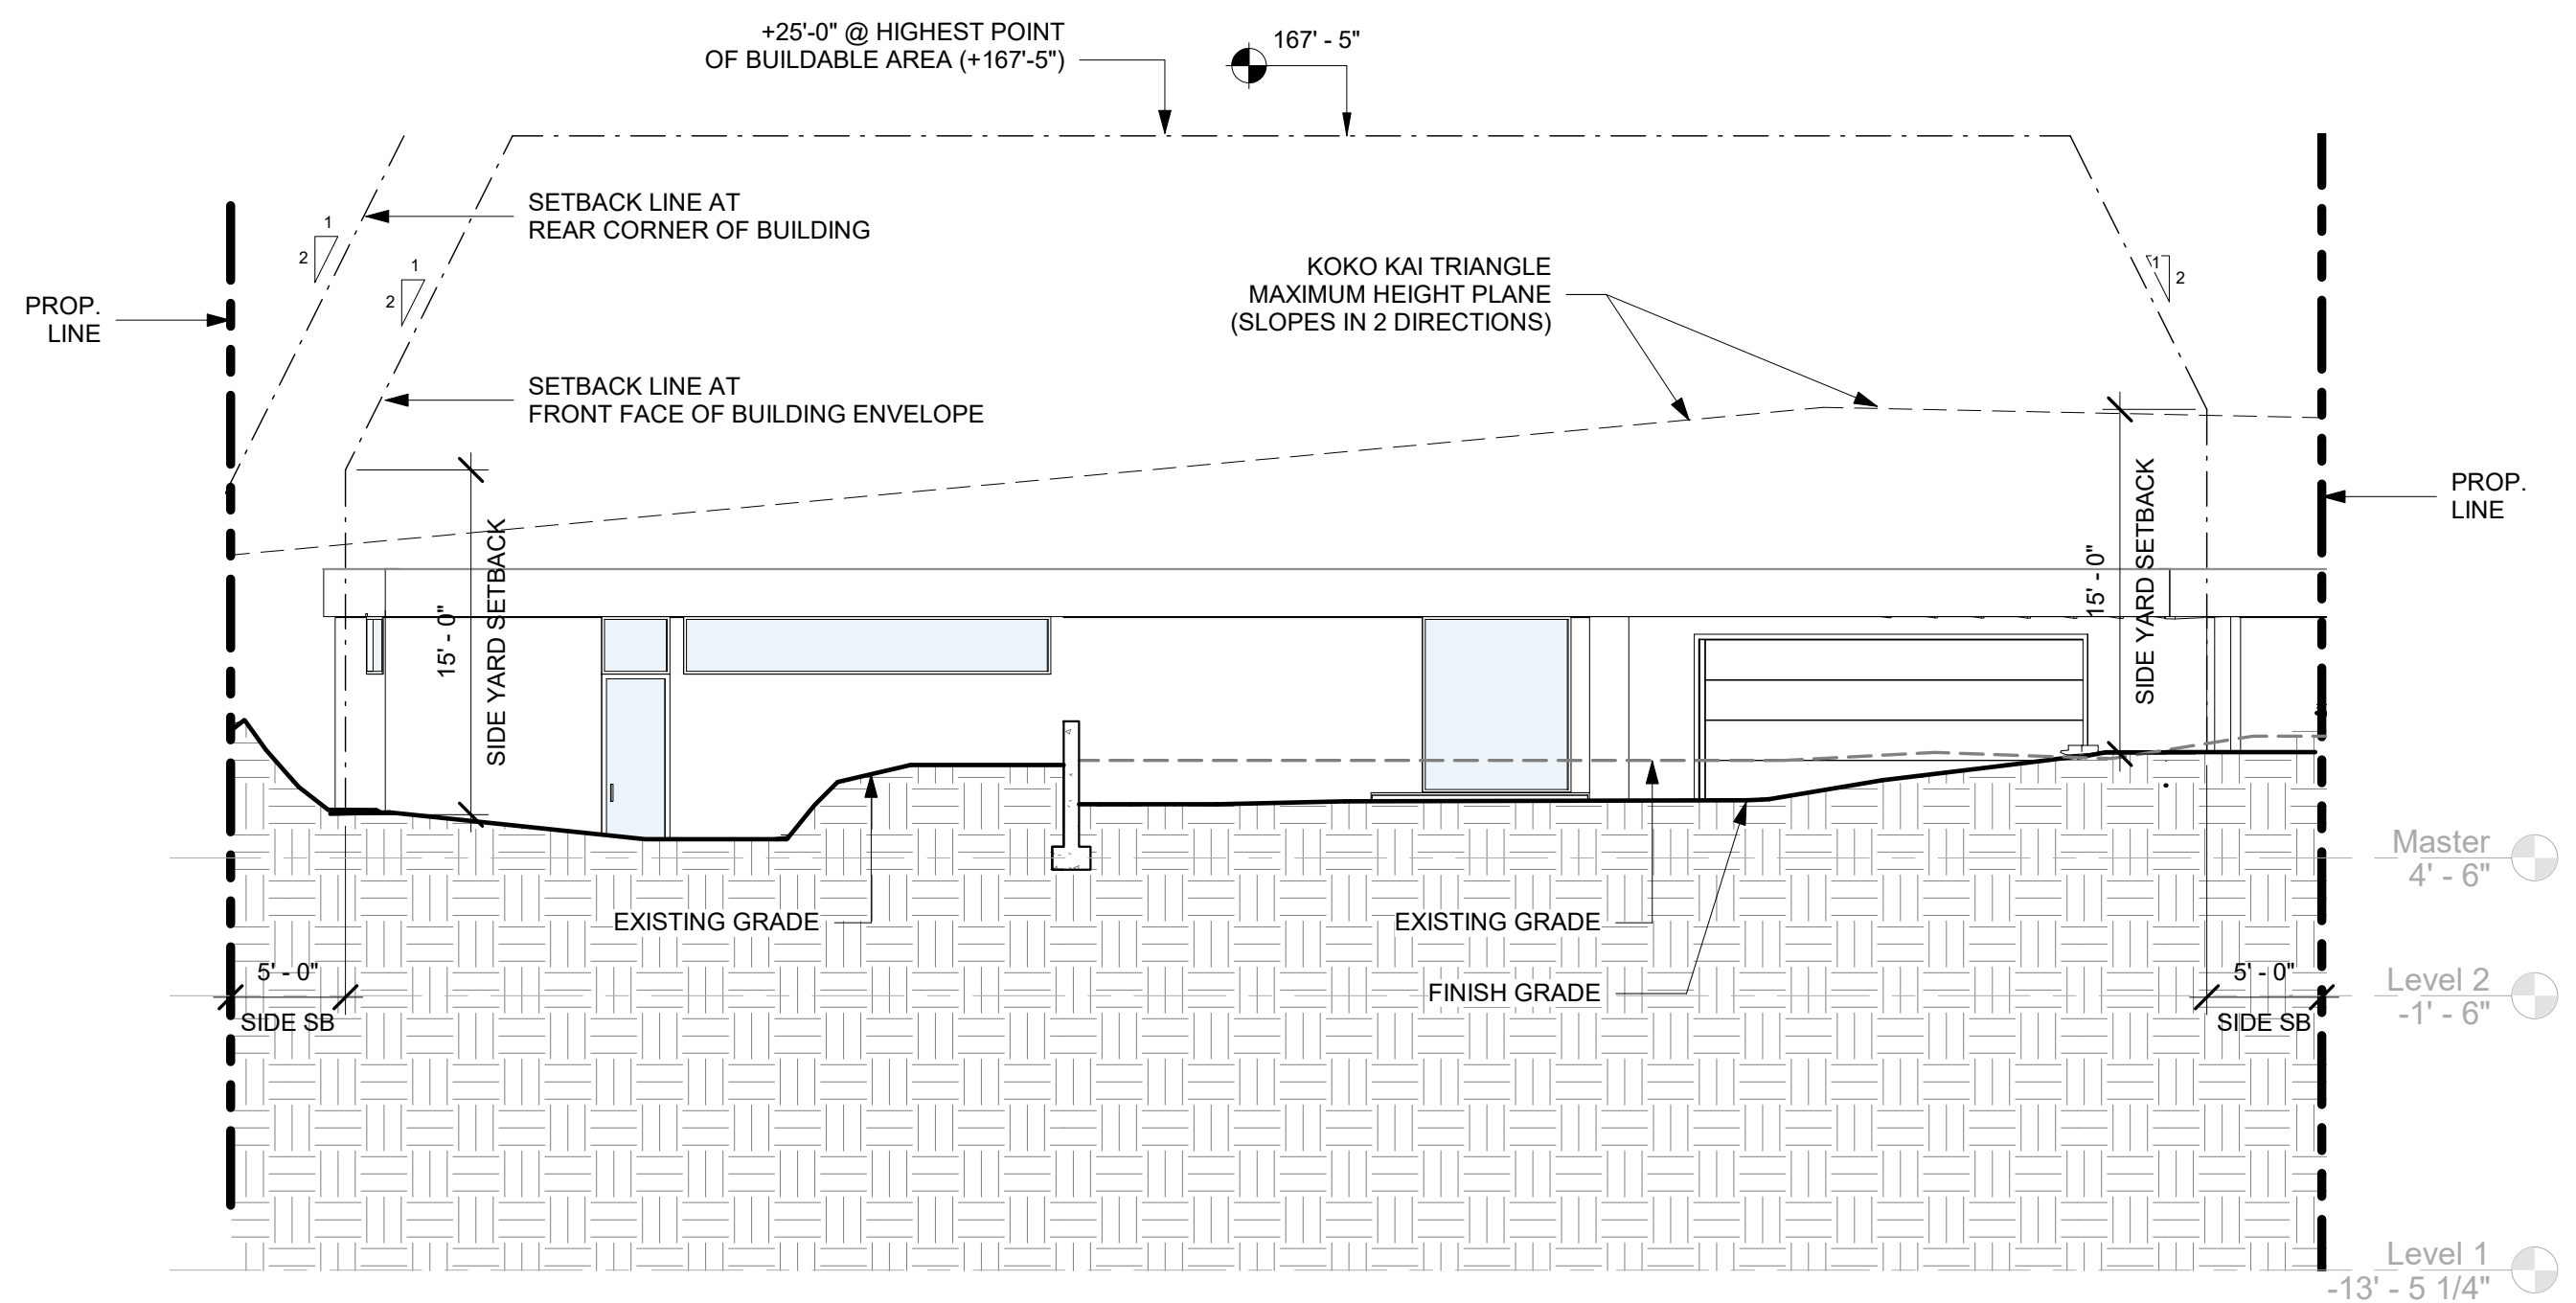 +25'-0" @ HIGHEST POINT
OF BUILDABLE AREA (+167'-5")
167' - 5"
SETBACK LINE AT
REAR CORNER OF BUILDING
1
2
1
2
1
2
KOKO KAI TRIANGLE
MAXIMUM HEIGHT PLANE
(SLOPES IN 2 DIRECTIONS)
PROP.
LINE
SETBACK LINE AT
FRONT FACE OF BUILDING ENVELOPE
PROP.
LINE
15' - 0"
SIDE YARD SETBACK
15' - 0"
SIDE YARD SETBACK
Master
4' - 6"
EXISTING GRADE
EXISTING GRADE
FINISH GRADE
5' - 0"
SIDE SB
5' - 0"
SIDE SB
Level 2
-1' - 6"
Level 1
-13' - 5 1/4"